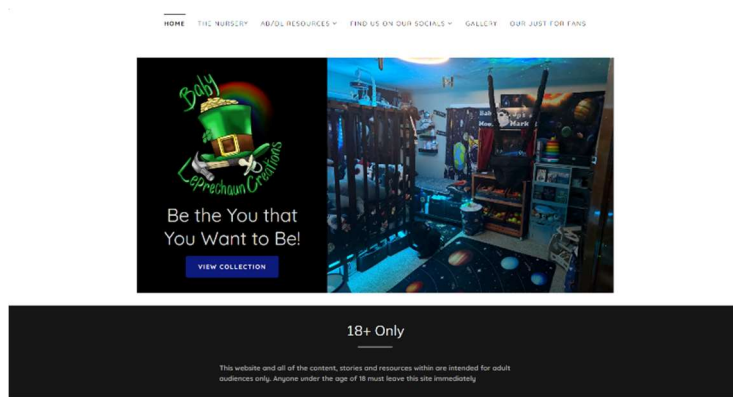 HOME THE NURSERY AB/DL RESOURCES FIND US ON OUR SOCIALS GALLERY OUR JUST FOR FANS
Baby
Leprechaun Creations
Be the You that
You Want to Be!
VIEW COLLECTION
18+ Only
This website and all of the content, stories and resources within are intended for adult
audiences only. Anyone under the age of 18 must leave this site immediately